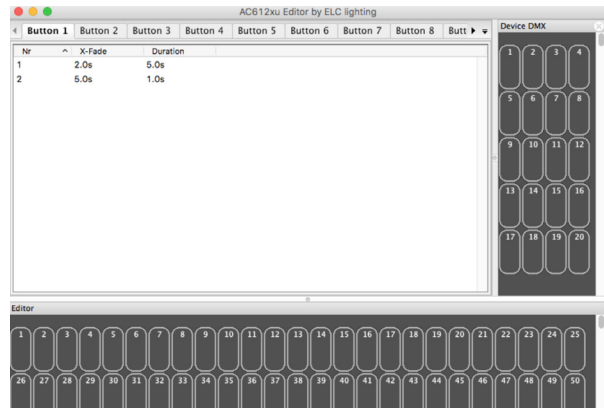 AC612xu Editor by ELC lighting
Button 1 Button 2 Button 3 Button 4 Button 5 Button 6 Button 7 Button 8 Butt
Nr X-Fade Duration
1 2.0s 5.0s
2 5.0s 1.0s
Device DMX
1 2 3 4
5 6 7 8
9 10 11 12
13 14 15 16
17 18 19 20
Editor
1 2 3 4 5 6 7 8 9 10 11 12 13 14 15 16 17 18 19 20 21 22 23 24 25
26 27 28 29 30 31 32 33 34 35 36 37 38 39 40 41 42 43 44 45 46 47 48 49 50